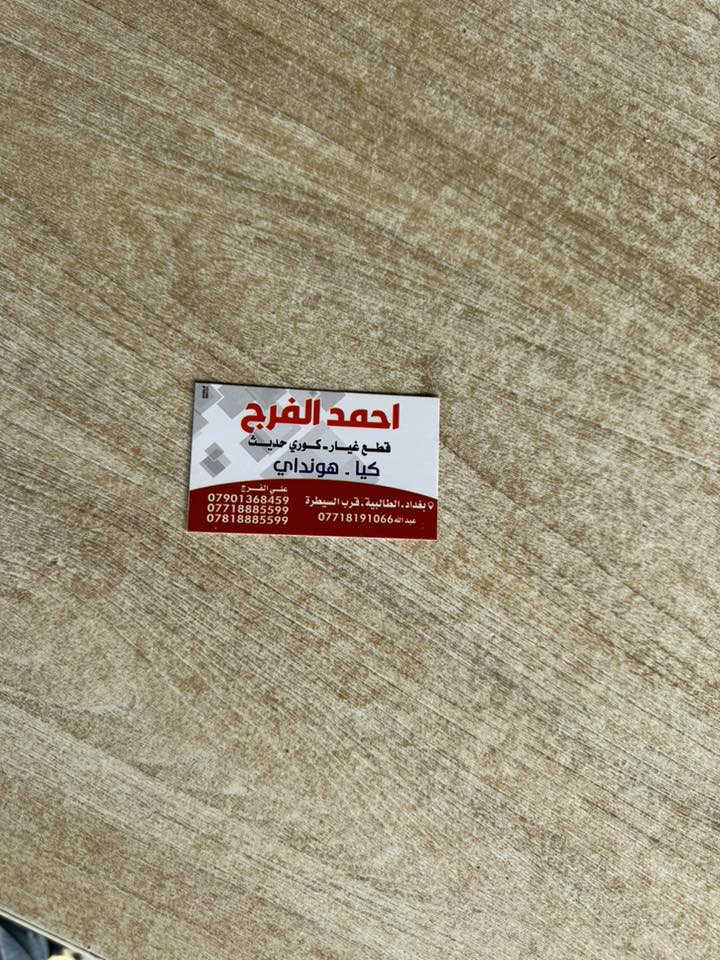 احمد الفرج
قطع غيار - كوري حديث
كيا - هونداي
بغداد - الطالبية - قرب السيطرة
عبد الله 07718191066
علي الفرج
07901368459
07718885599
07818885599